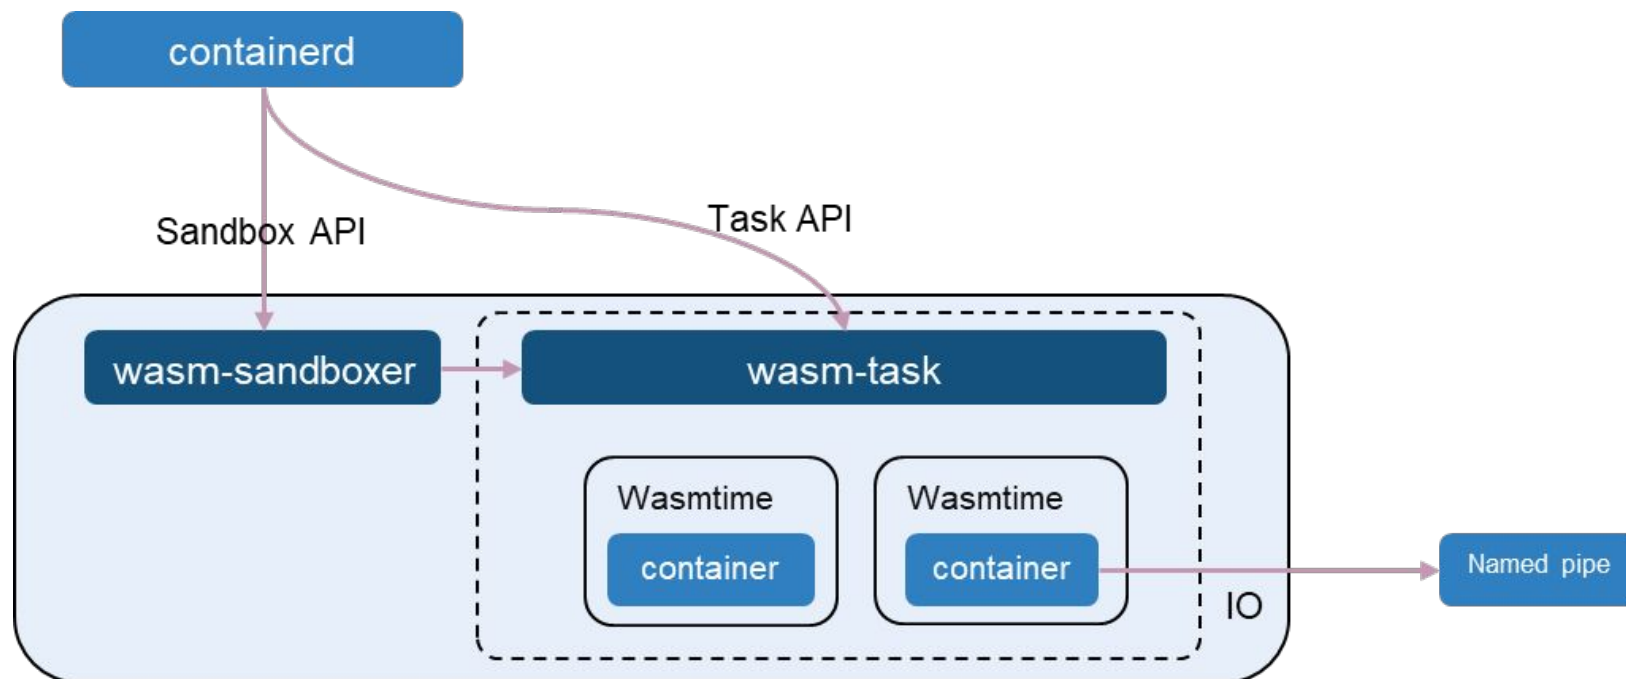 containerd
Sandbox API
Task API
wasm-sandboxer
wasm-task
Wasmtime
Wasmtime
container
container
Named pipe
IO